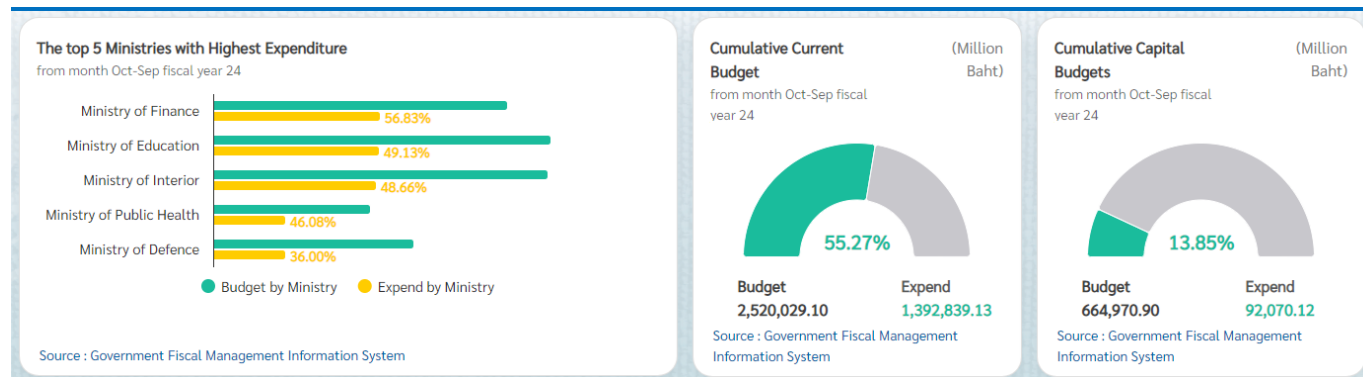 The top 5 Ministries with Highest Expenditure
from month Oct-Sep fiscal year 24
Ministry of Finance
56.83%
Ministry of Education
49.13%
Ministry of Interior
48.66%
Ministry of Public Health
46.08%
Ministry of Defence
36.00%
Budget by Ministry
Expend by Ministry
Source : Government Fiscal Management Information System
Cumulative Current (Million
Budget Baht)
from month Oct-Sep fiscal
year 24
55.27%
Budget Expend
2,520,029.10 1,392,839.13
Source : Government Fiscal Management
Information System
Cumulative Capital (Million
Budgets Baht)
from month Oct-Sep fiscal
year 24
13.85%
Budget Expend
664,970.90 92,070.12
Source : Government Fiscal Management
Information System